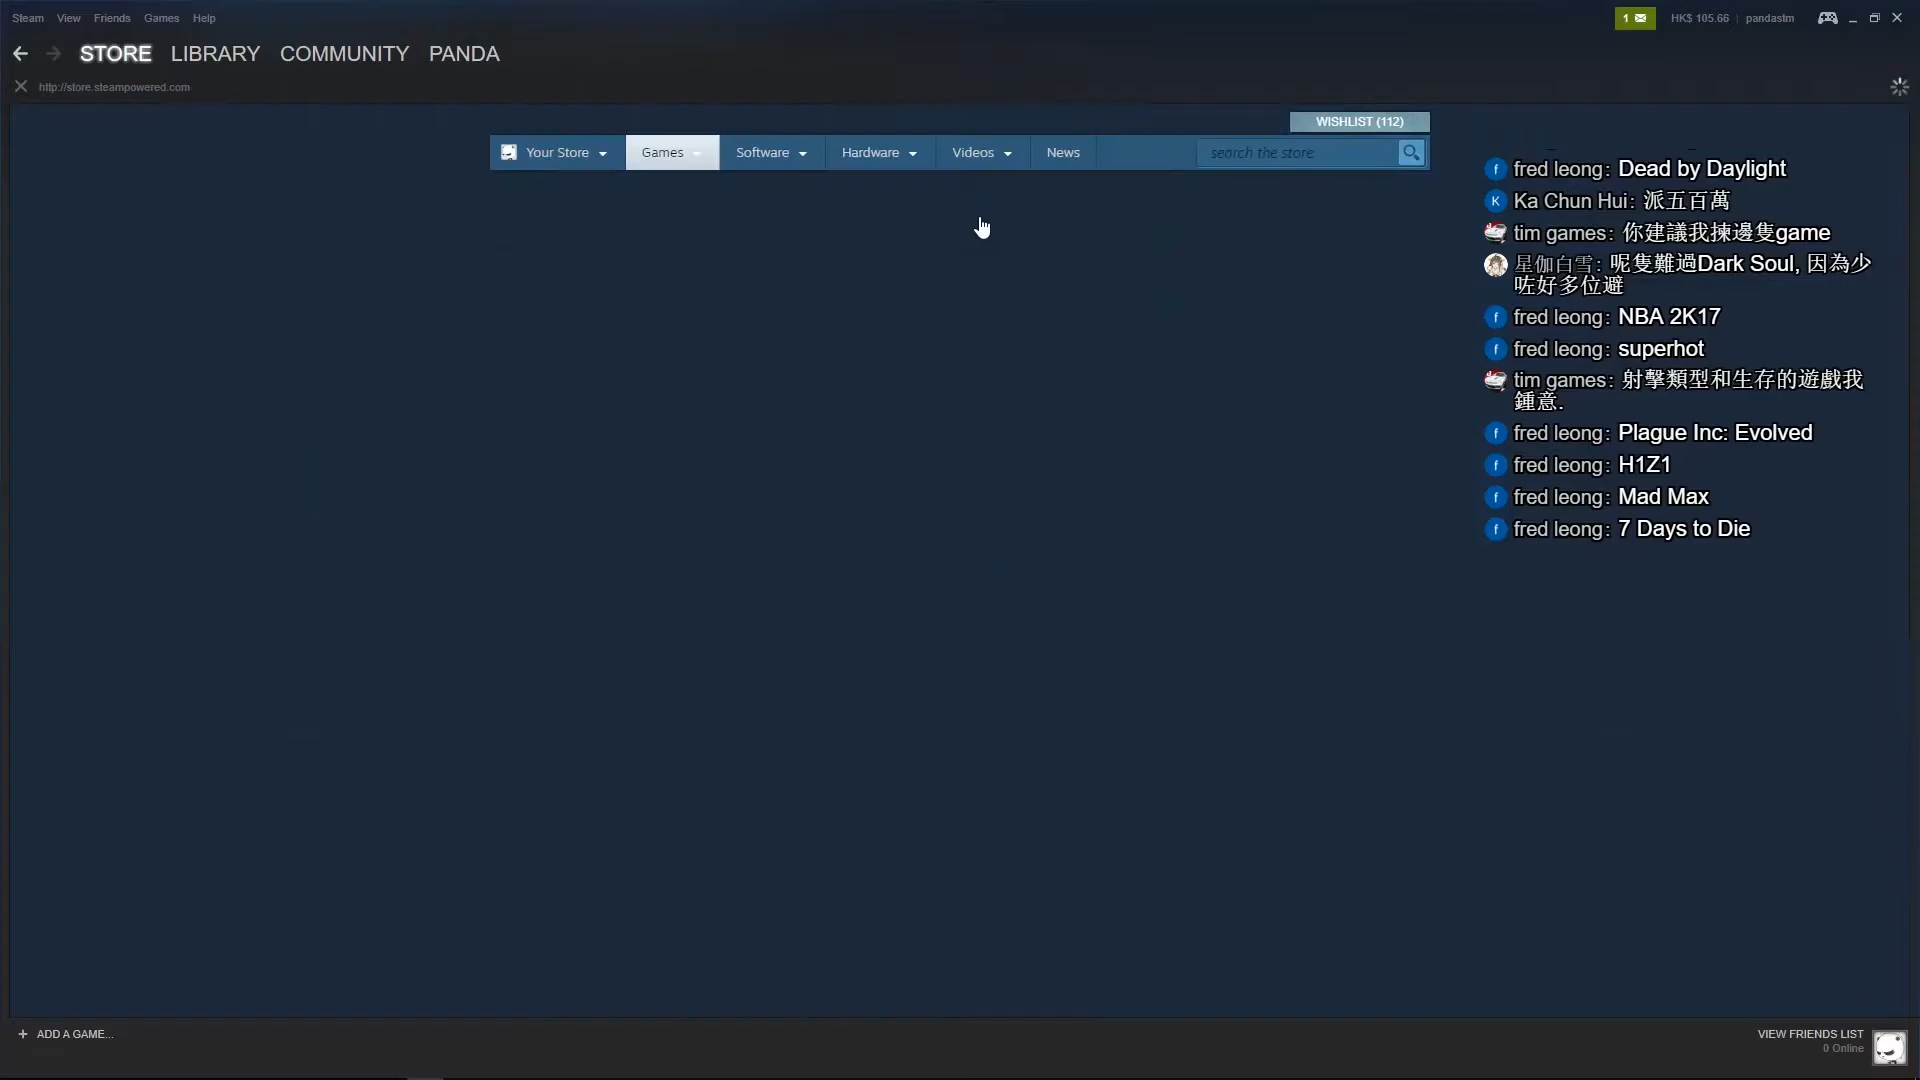 Steam View Friends Games Help
1 HK$ 105.66 pandastm
STORE LIBRARY COMMUNITY PANDA
http://store.steampowered.com
WISHLIST (112)
Your Store Games Software Hardware Videos News search the store
fred leong: Dead by Daylight
Ka Chun Hui: 派五百萬
tim games: 你建議我揀邊隻game
星伽白雪: 呢隻難過Dark Soul, 因為少
咗好多位避
fred leong: NBA 2K17
fred leong: superhot
tim games: 射擊類型和生存的遊戲我
鍾意.
fred leong: Plague Inc: Evolved
fred leong: H1Z1
fred leong: Mad Max
fred leong: 7 Days to Die
+ ADD A GAME...
VIEW FRIENDS LIST
0 Online